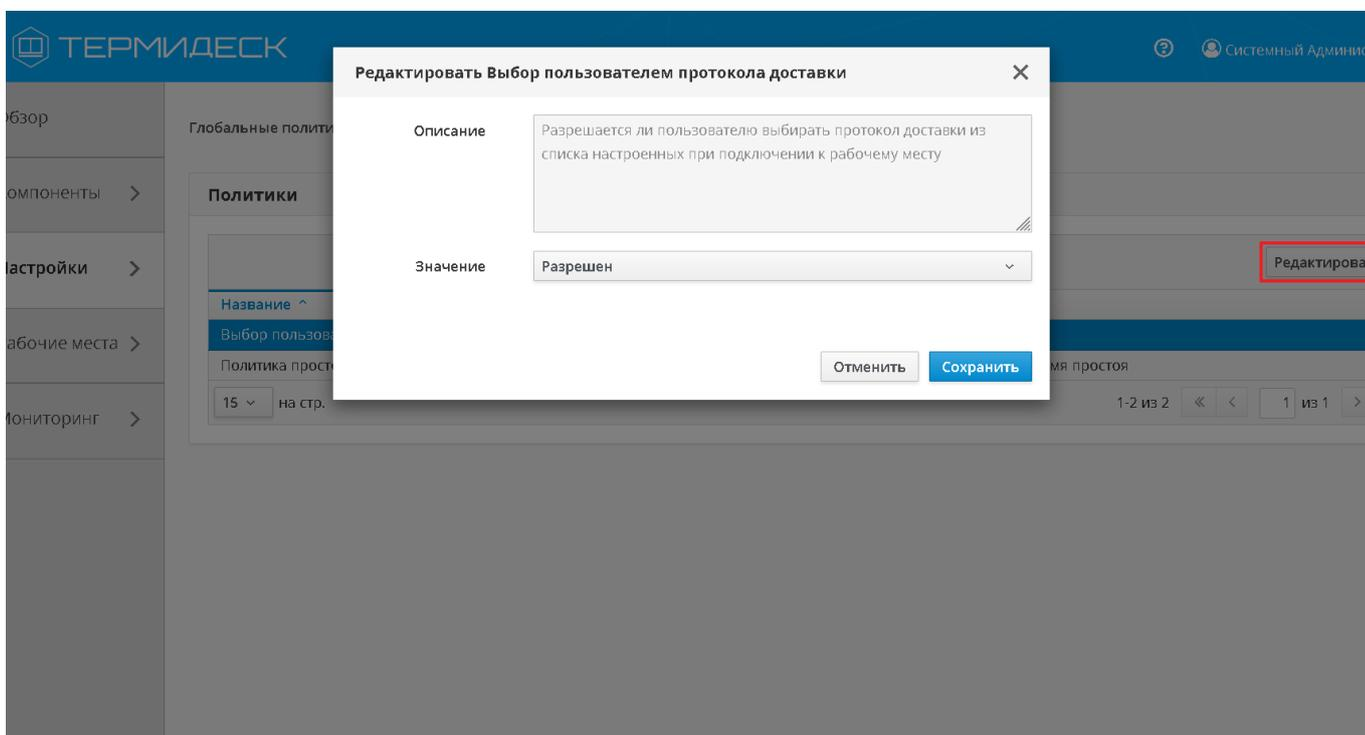 ТЕРМИДЕСК
Системный Админис
Редактировать Выбор пользователем протокола доставки
Обзор
Глобальные полити
Описание
Разрешается ли пользователю выбирать протокол доставки из
списка настроенных при подключении к рабочему месту
омпоненты
Политики
Настройки
Значение
Разрешен
Редактирова
Название
Выбор пользова
абочие места
Политика прост
мя простоя
Отменить
Сохранить
15
на стр.
1-2 из 2
1 из 1
Мониторинг